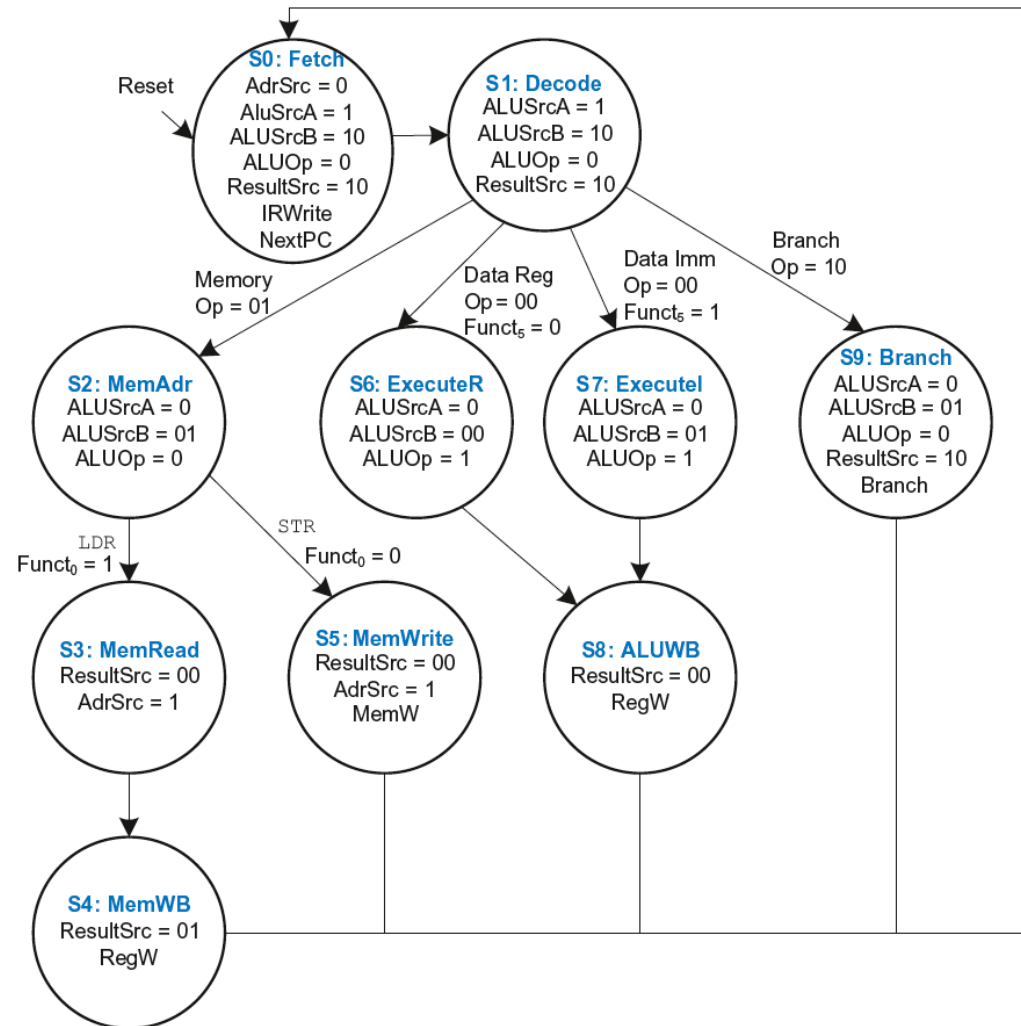 Reset
S0: Fetch
AdrSrc = 0
AluSrcA = 1
ALUSrcB = 10
ALUOp = 0
ResultSrc = 10
IRWrite
NextPC
S1: Decode
ALUSrcA = 1
ALUSrcB = 10
ALUOp = 0
ResultSrc = 10
Memory
Op = 01
Data Reg
Op = 00
Funct₅ = 0
Data Imm
Op = 00
Funct₅ = 1
Branch
Op = 10
S2: MemAdr
ALUSrcA = 0
ALUSrcB = 01
ALUOp = 0
S6: ExecuteR
ALUSrcA = 0
ALUSrcB = 00
ALUOp = 1
S7: ExecuteI
ALUSrcA = 0
ALUSrcB = 01
ALUOp = 1
S9: Branch
ALUSrcA = 0
ALUSrcB = 01
ALUOp = 0
ResultSrc = 10
Branch
LDR
Funct₀ = 1
STR
Funct₀ = 0
S3: MemRead
ResultSrc = 00
AdrSrc = 1
S5: MemWrite
ResultSrc = 00
AdrSrc = 1
MemW
S8: ALUWB
ResultSrc = 00
RegW
S4: MemWB
ResultSrc = 01
RegW